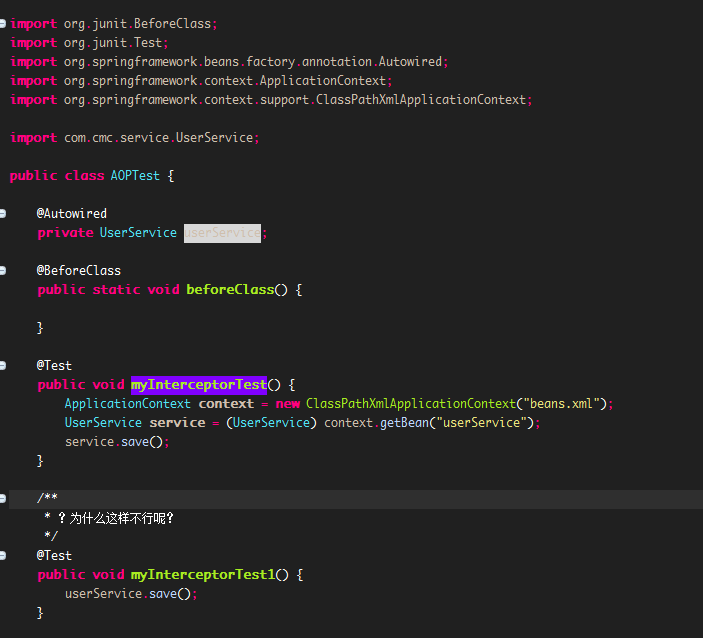 import org.junit.BeforeClass;
import org.junit.Test;
import org.springframework.beans.factory.annotation.Autowired;
import org.springframework.context.ApplicationContext;
import org.springframework.context.support.ClassPathXmlApplicationContext;
import com.cmc.service.UserService;
public class AOPTest {
@Autowired
private UserService userService;
@BeforeClass
public static void beforeClass() {
}
@Test
public void myInterceptorTest() {
ApplicationContext context = new ClassPathXmlApplicationContext("beans.xml");
UserService service = (UserService) context.getBean("userService");
service.save();
}
/**
* ？为什么这样不行呢?
*/
@Test
public void myInterceptorTest1() {
userService.save();
}